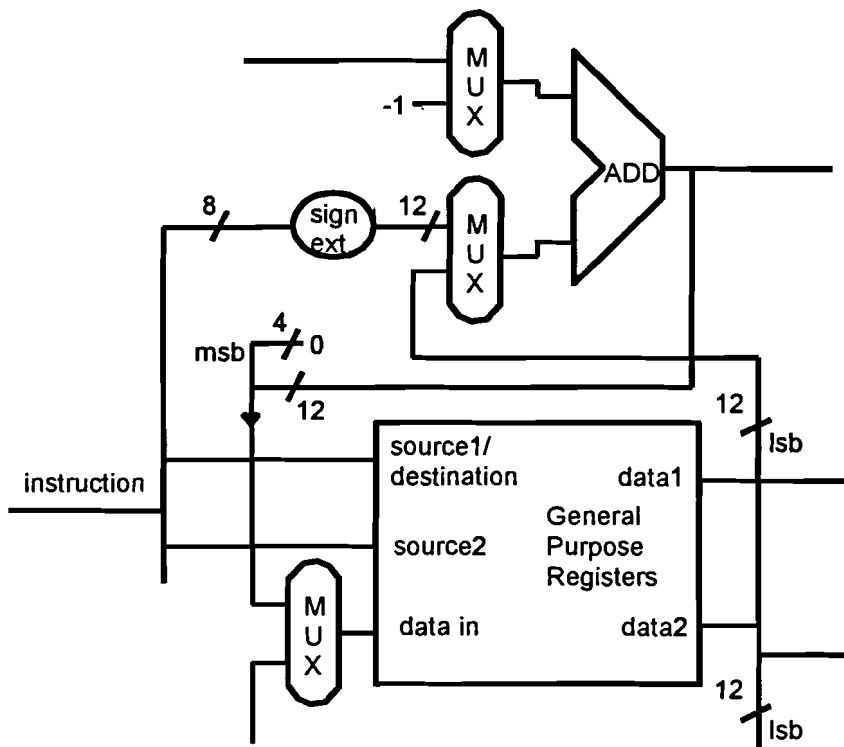 M
U
X
-1
ADD
8
sign
ext.
12
M
U
X
4
msb
0
12
12
lsb
source1/
destination
data1
instruction
General
Purpose
Registers
source2
M
U
X
data in
data2
12
lsb